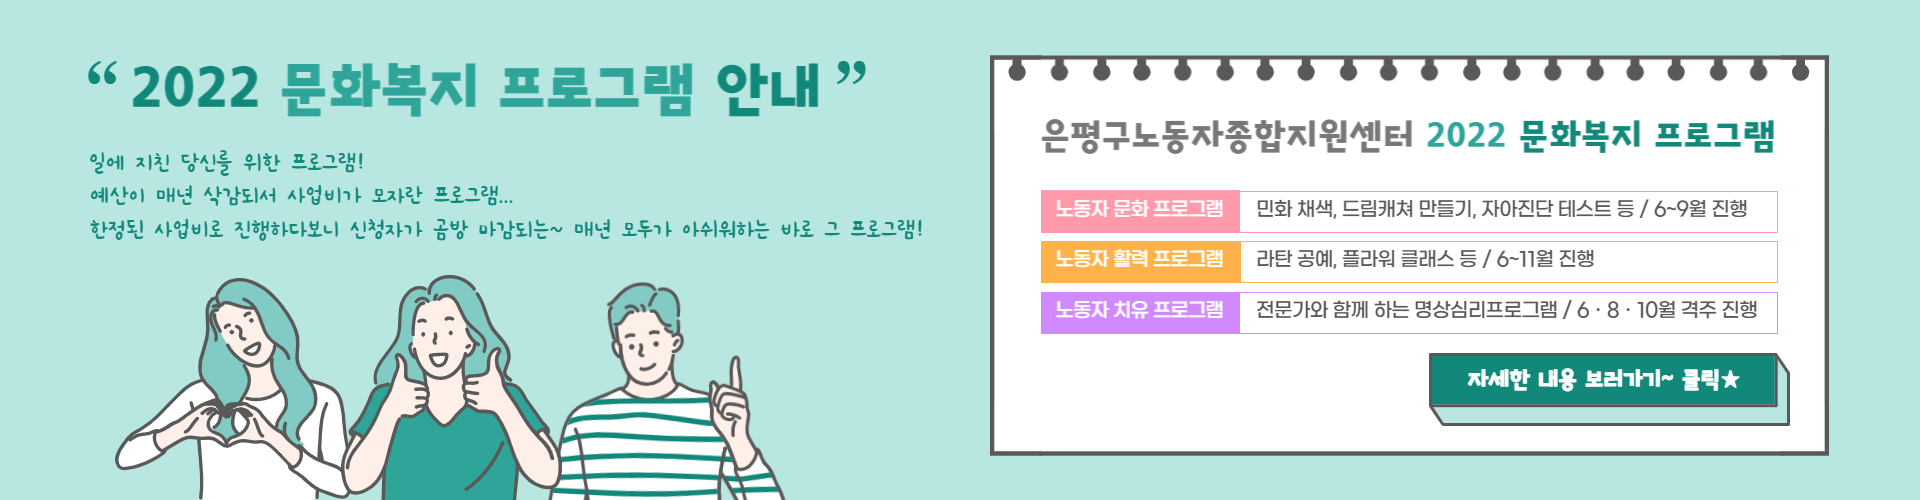 “ 2022 문화복지 프로그램 안내 ”
일에 지친 당신을 위한 프로그램!
예산이 매년 삭감되서 사업비가 모자란 프로그램...
한정된 사업비로 진행하다보니 신청자가 곰방 마감되는~ 매년 모두가 아쉬워하는 바로 그 프로그램!
은평구노동자종합지원센터 2022 문화복지 프로그램
노동자 문화 프로그램 민화 채색, 드림캐쳐 만들기, 자아진단 테스트 등 / 6~9월 진행
노동자 활력 프로그램 라탄 공예, 플라워 클래스 등 / 6~11월 진행
노동자 치유 프로그램 전문가와 함께 하는 명상심리프로그램 / 6 · 8 · 10월 격주 진행
자세한 내용 보러가기~ 클릭★